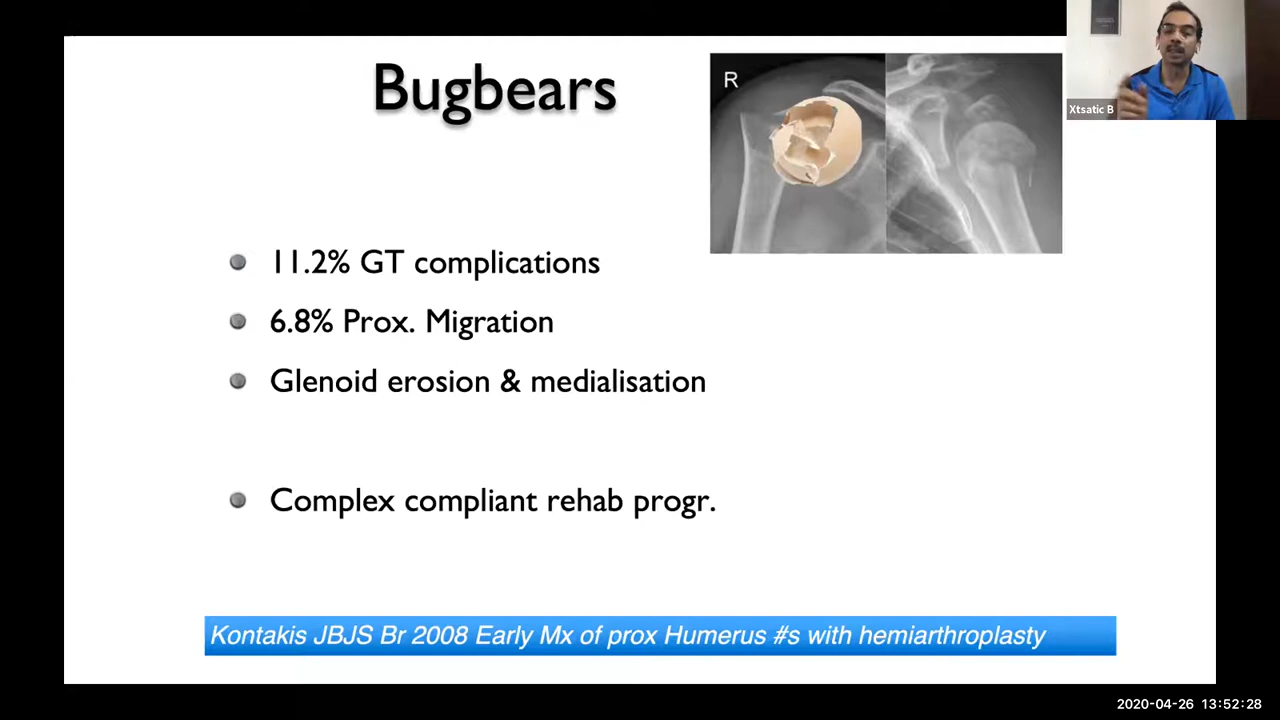 Bugbears
R
Xtsatic B
11.2% GT complications
6.8% Prox. Migration
Glenoid erosion & medialisation
Complex compliant rehab progr.
Kontakis JBJS Br 2008 Early Mx of prox Humerus #s with hemiarthroplasty
2020-04-26 13:52:28